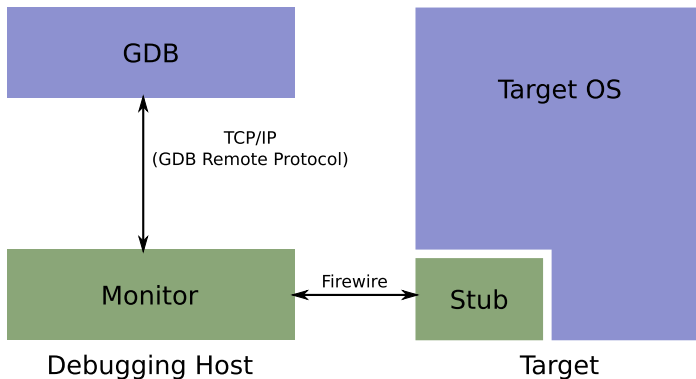 GDB
Target OS
TCP/IP
(GDB Remote Protocol)
Monitor
Firewire
Stub
Debugging Host
Target